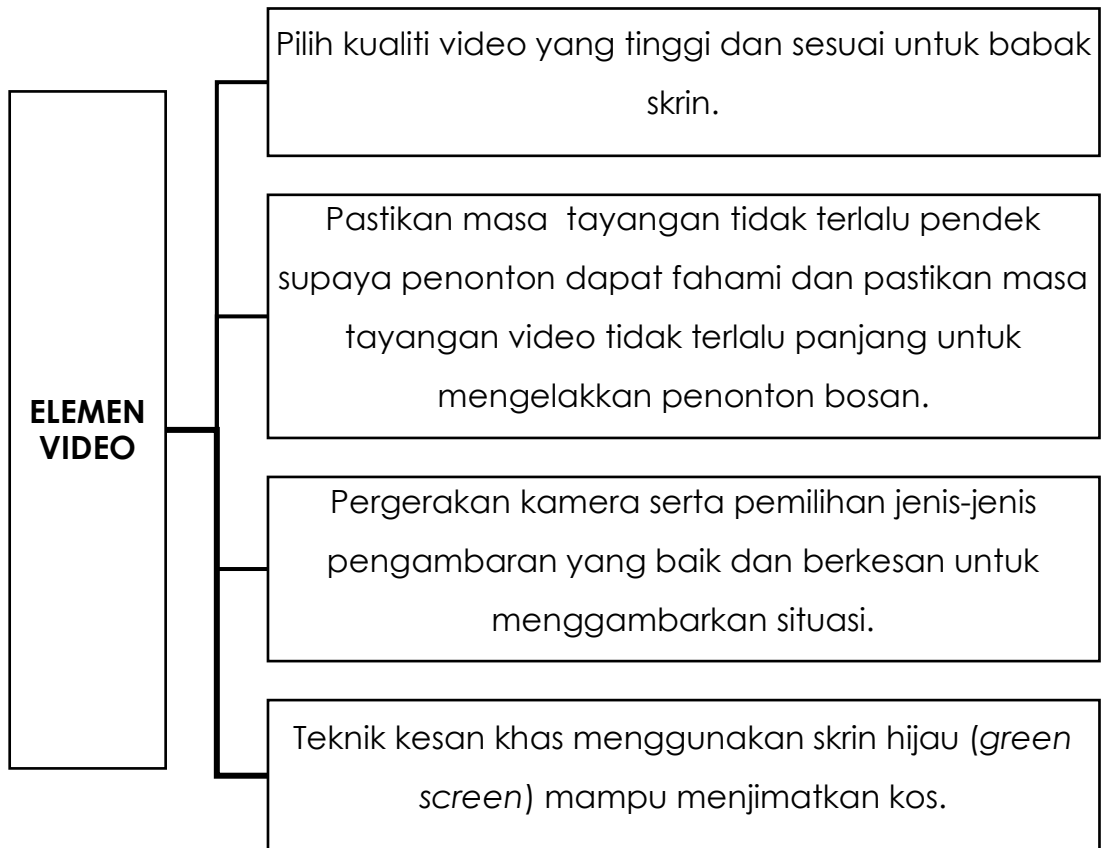 Pilih kualiti video yang tinggi dan sesuai untuk babak
skrin.
Pastikan masa tayangan tidak terlalu pendek
supaya penonton dapat fahami dan pastikan masa
tayangan video tidak terlalu panjang untuk
mengelakkan penonton bosan.
ELEMEN
VIDEO
Pergerakan kamera serta pemilihan jenis-jenis
pengambaran yang baik dan berkesan untuk
menggambarkan situasi.
Teknik kesan khas menggunakan skrin hijau (green
screen) mampu menjimatkan kos.